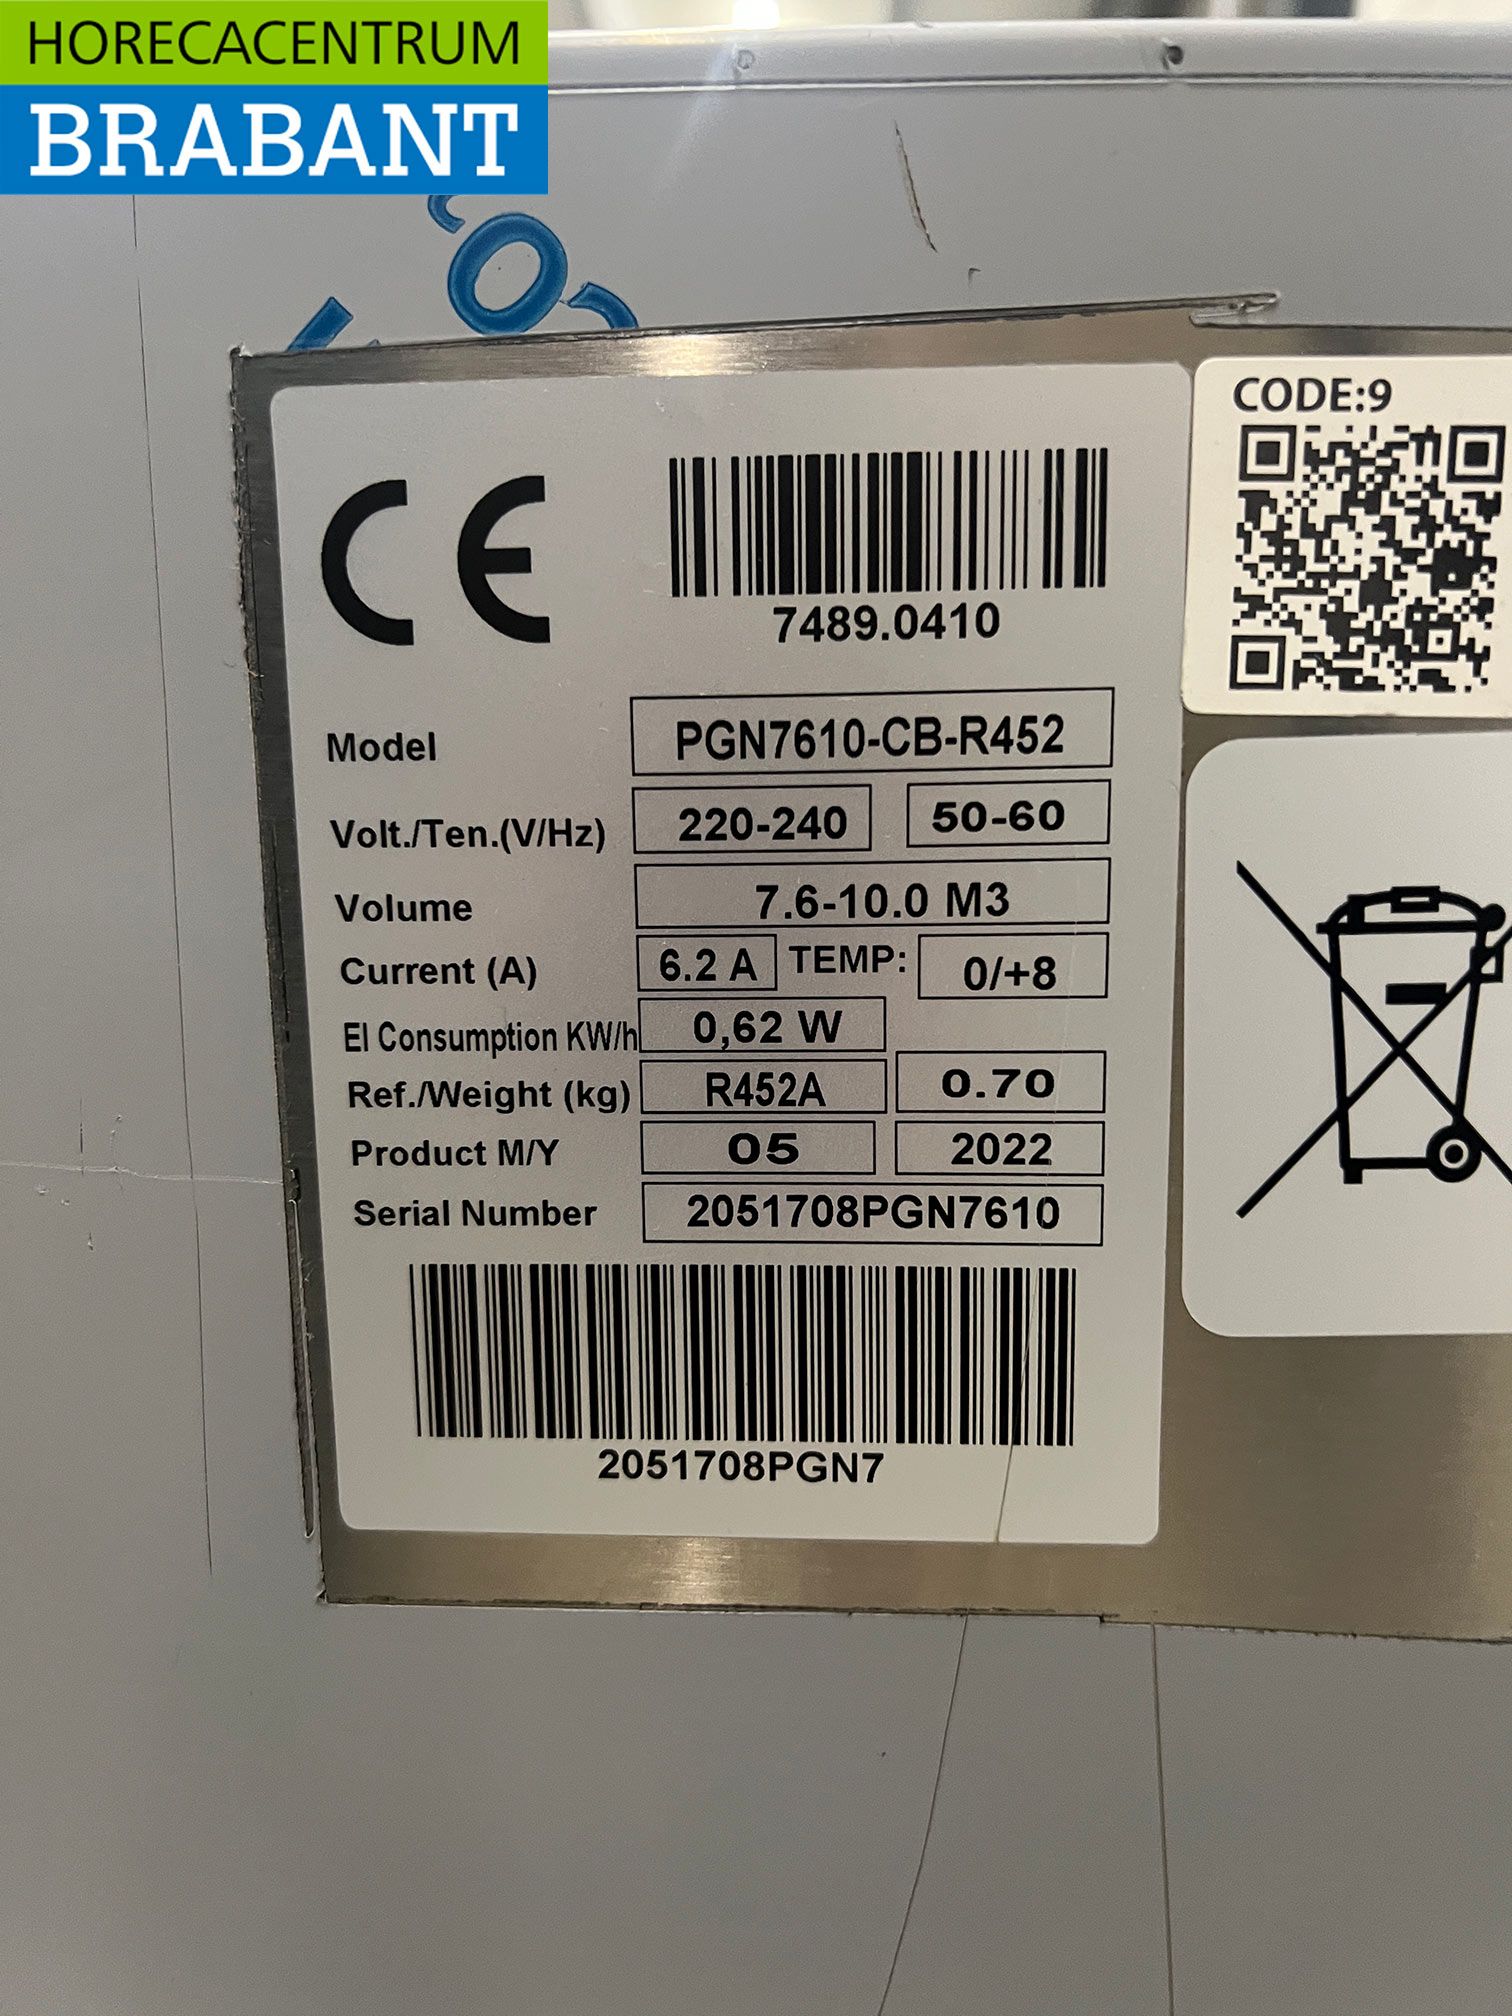 HORECACENTRUM
BRABANT
CODE:9
CE
7489.0410
Model PGN7610-CB-R452
Volt./Ten.(V/Hz) 220-240 50-60
Volume 7.6-10.0 M3
Current (A) 6.2 A TEMP: 0/+8
El Consumption KW/h 0,62 W
Ref./Weight (kg) R452A 0.70
Product M/Y 05 2022
Serial Number 2051708PGN7610
2051708PGN7